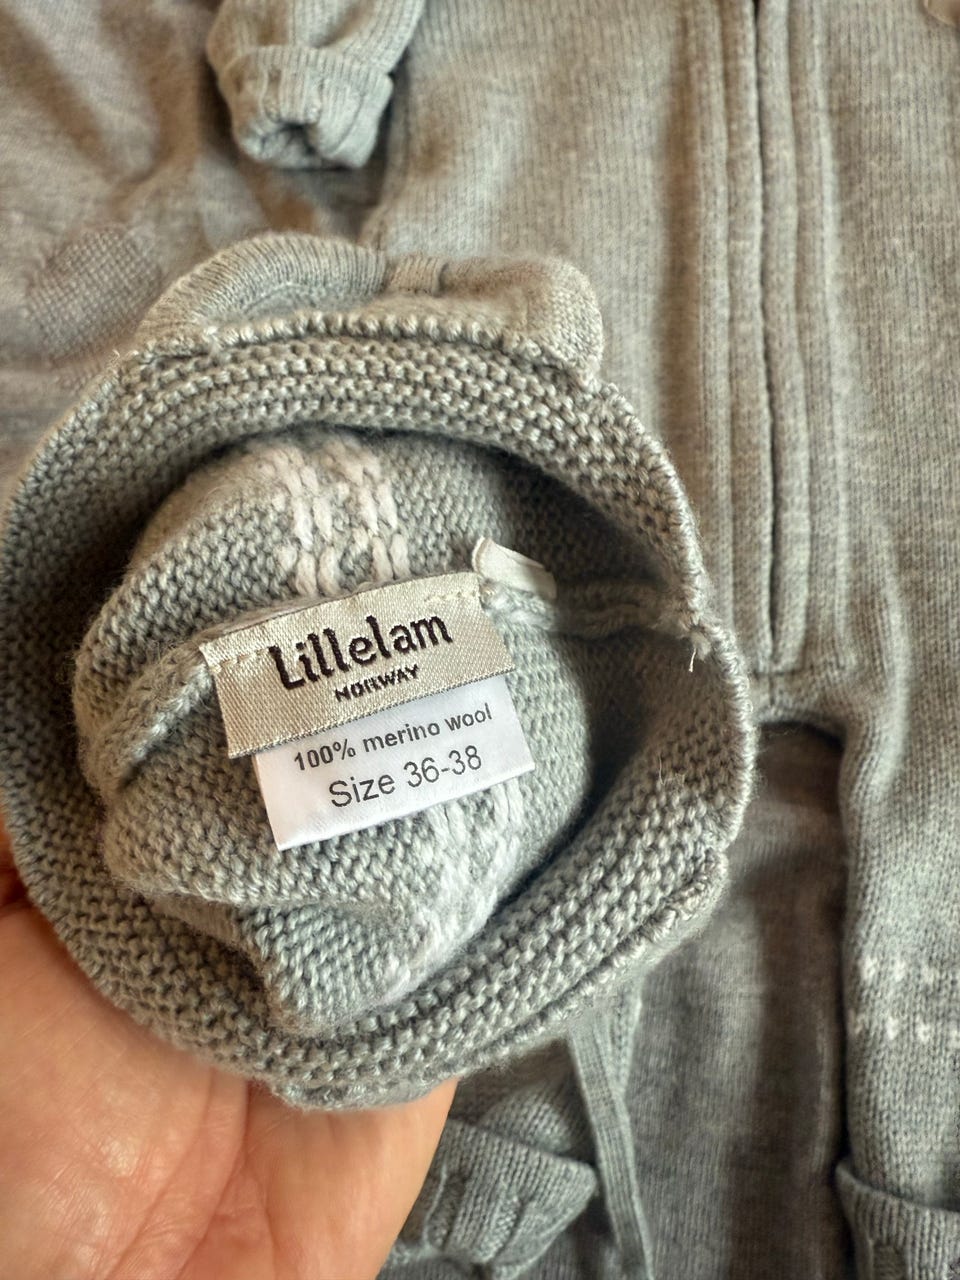 Lillelam
NORWAY
100% merino wool
Size 36-38